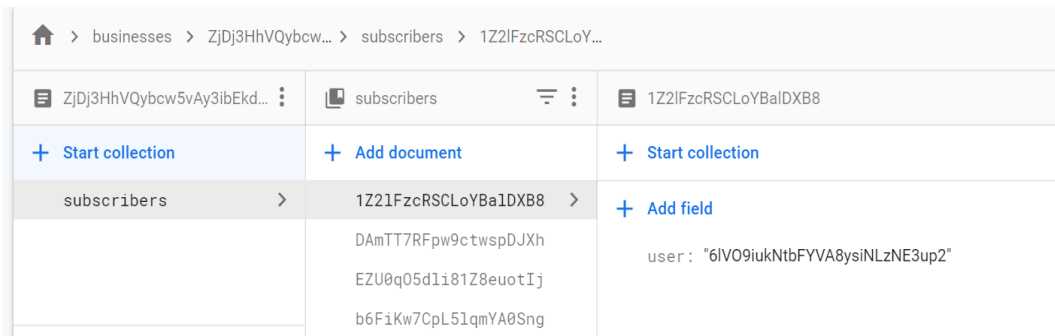 > businesses > ZjDj3HhVQybcw... > subscribers > 1Z2lFzcRSCLoY...
ZjDj3HhVQybcw5vAy3ibEkd...
subscribers
1Z2lFzcRSCLoYBalDXB8
+ Start collection
+ Add document
+ Start collection
subscribers >
1Z2lFzcRSCLoYBalDXB8 >
+ Add field
DAmTT7RFpw9ctwspDJXh
user: "6lVO9iukNtbFYVA8ysiNLzNE3up2"
EZU0qO5dli81Z8euotIj
b6FiKw7CpL5lqmYA0Sng